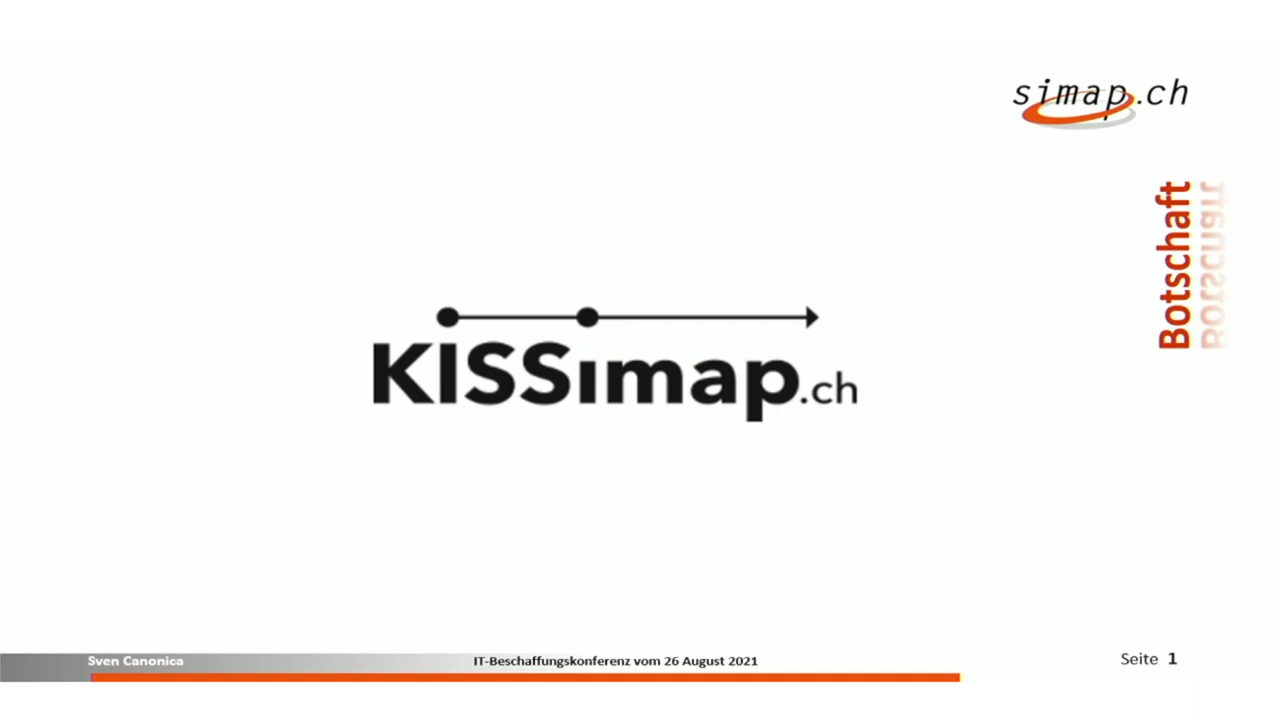 simap.ch
Botschaft
KISSimap.ch
Sven Canonica
IT-Beschaffungskonferenz vom 26 August 2021
Seite 1